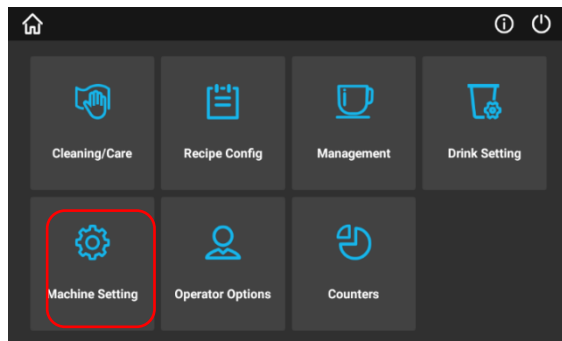 Cleaning/Care
Recipe Config
Management
Drink Setting
Machine Setting
Operator Options
Counters